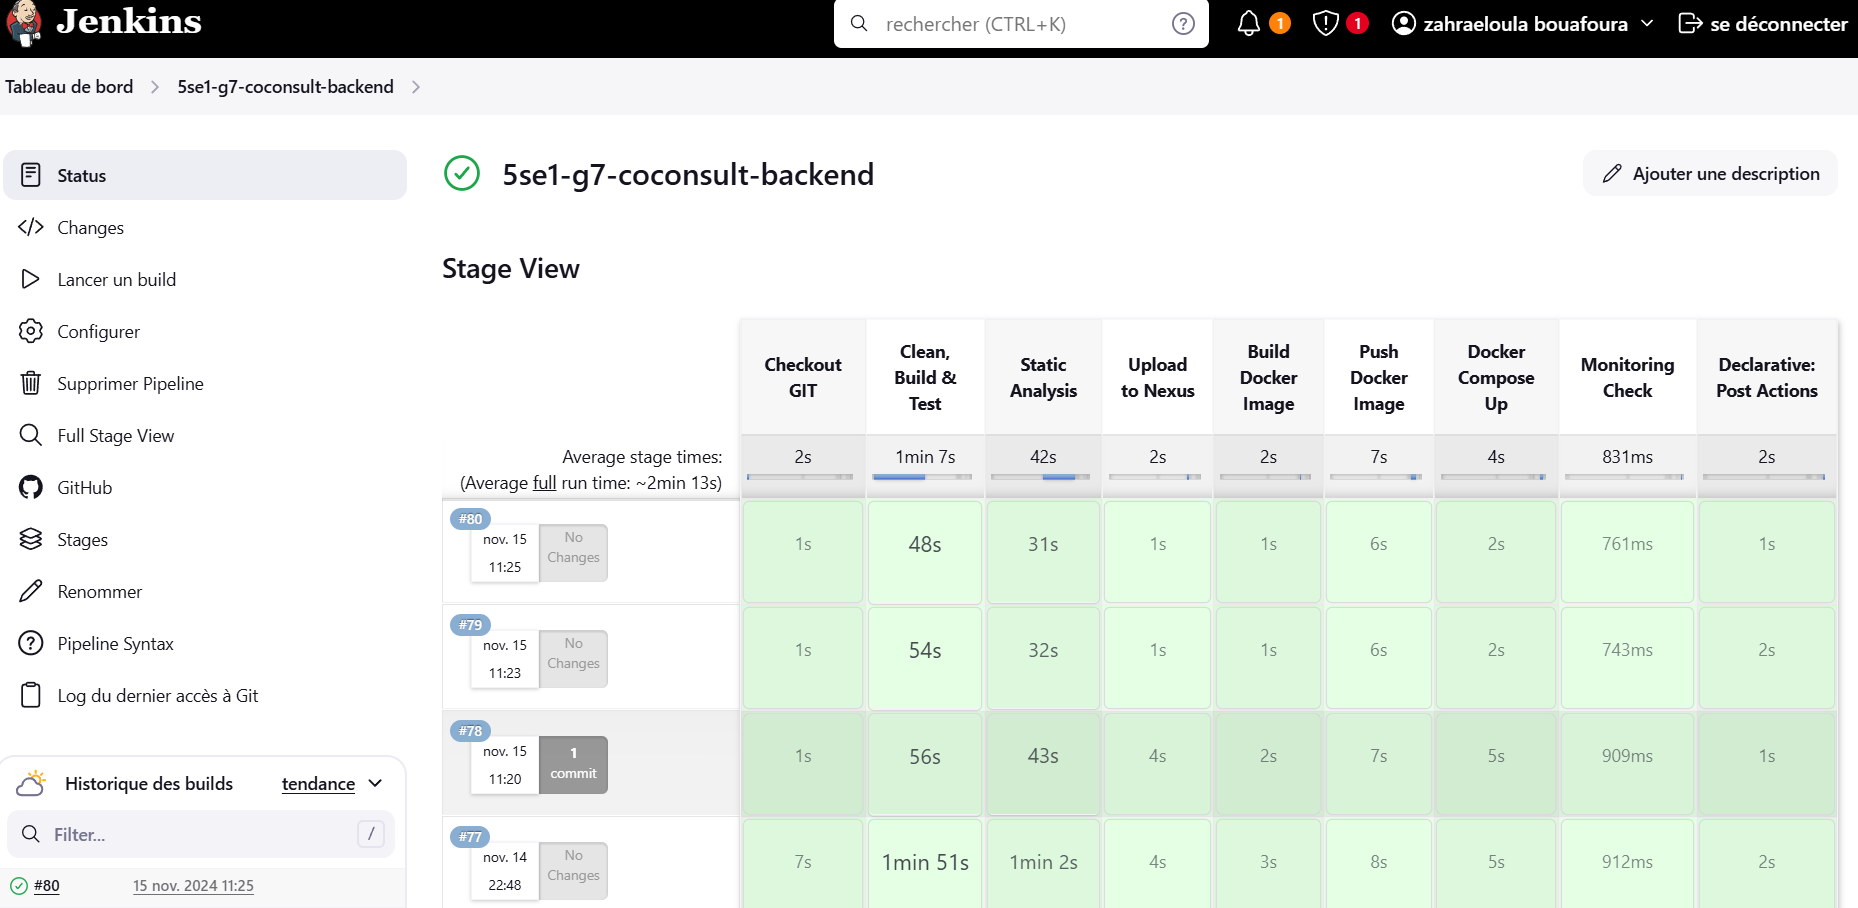 Jenkins
rechercher (CTRL+K)
1
1
zahraeloula bouafoura
se déconnecter
Tableau de bord
5se1-g7-coconsult-backend
Status
Changes
Lancer un build
Configurer
Supprimer Pipeline
Full Stage View
GitHub
Stages
Renommer
Pipeline Syntax
Log du dernier accès à Git
Historique des builds
tendance
Filter...
/
#80
15 nov. 2024 11:25
5se1-g7-coconsult-backend
Ajouter une description
Stage View
Checkout GIT
Clean, Build & Test
Static Analysis
Upload to Nexus
Build Docker Image
Push Docker Image
Docker Compose Up
Monitoring Check
Declarative: Post Actions
Average stage times:
(Average full run time: ~2min 13s)
2s
1min 7s
42s
2s
2s
7s
4s
831ms
2s
#80
nov. 15
11:25
No Changes
1s
48s
31s
1s
1s
6s
2s
761ms
1s
#79
nov. 15
11:23
No Changes
1s
54s
32s
1s
1s
6s
2s
743ms
2s
#78
nov. 15
11:20
1 commit
1s
56s
43s
4s
2s
7s
5s
909ms
1s
#77
nov. 14
22:48
No Changes
7s
1min 51s
1min 2s
4s
3s
8s
5s
912ms
2s